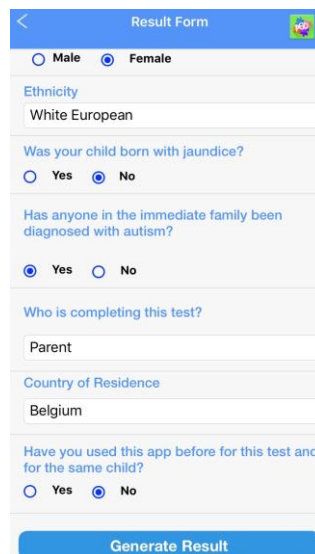 Result Form
Male Female
Ethnicity
White European
Was your child born with jaundice?
Yes No
Has anyone in the immediate family been
diagnosed with autism?
Yes No
Who is completing this test?
Parent
Country of Residence
Belgium
Have you used this app before for this test and
for the same child?
Yes No
Generate Result